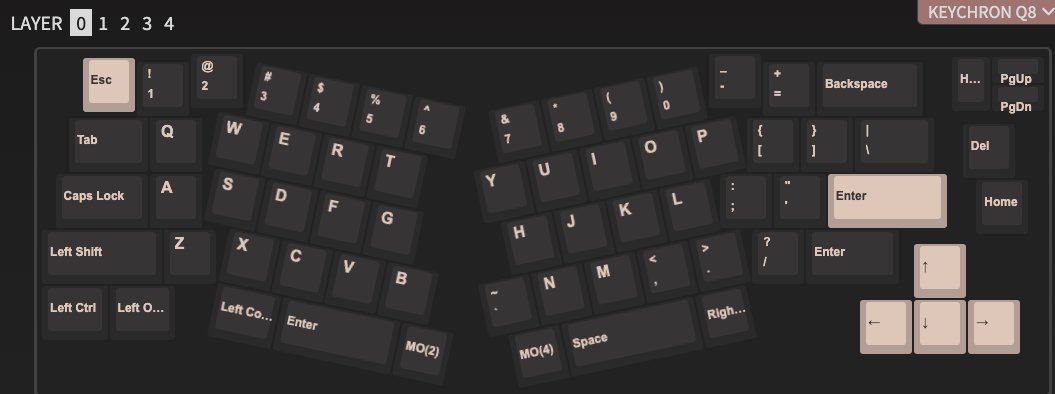 LAYER 0 1 2 3 4
KEYCHRON Q8
Esc
! 1
@ 2
# 3
$ 4
% 5
^ 6
& 7
* 8
( 9
) 0
_ -
+ =
Backspace
H...
PgUp
PgDn
Tab
Q
W
E
R
T
Y
U
I
O
P
{ [
} ]
| \
Del
Caps Lock
A
S
D
F
G
H
J
K
L
: ;
" '
Enter
Home
Left Shift
Z
X
C
V
B
~ `
N
M
< ,
> .
? /
Enter
↑
Left Ctrl
Left O...
Left Co...
Enter
MO(2)
MO(4)
Space
Righ...
←
↓
→